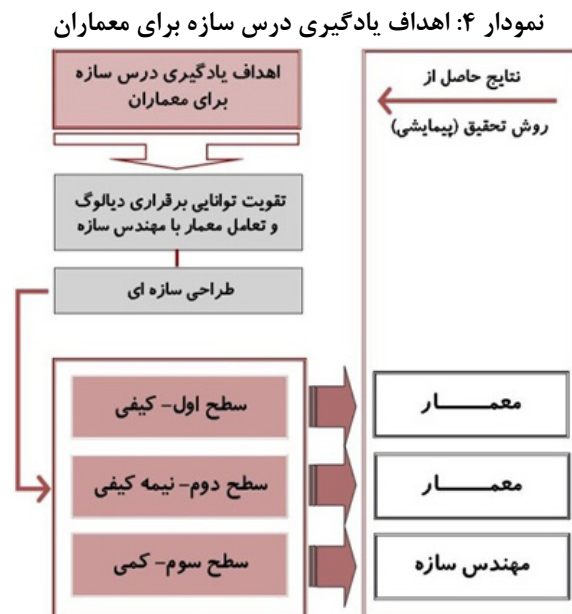 نمودار ۴: اهداف یادگیری درس سازه برای معماران
اهداف یادگیری درس سازه
برای معماران
نتایج حاصل از
روش تحقیق (پیمایشی)
تقویت توانایی برقراری دیالوگ
و تعامل معمار با مهندس سازه
طراحی سازه ای
سطح اول- کیفی
معمـــــار
سطح دوم- نیمه کیفی
معمـــــار
سطح سوم- کمی
مهندس سازه